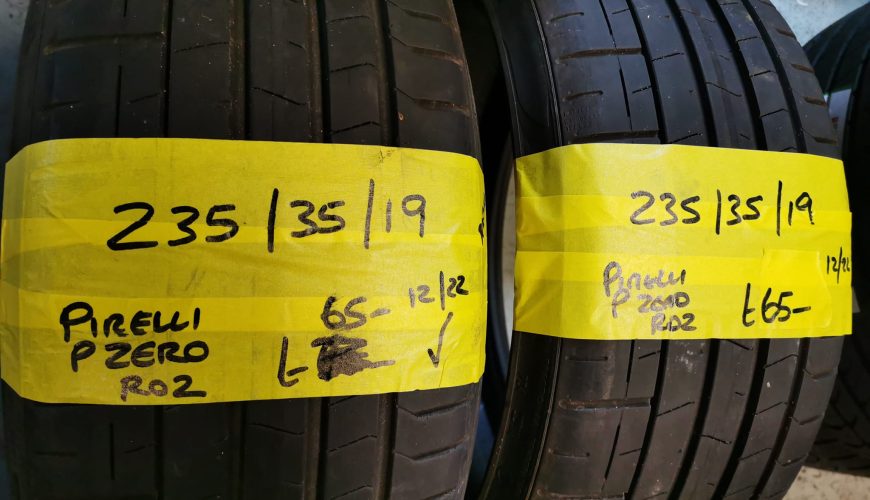 235/35/19
PIRELLI
P ZERO
RO2
65-
12/22
£
235/35/19
PIRELLI
P ZERO
RO2
12/22
£65-